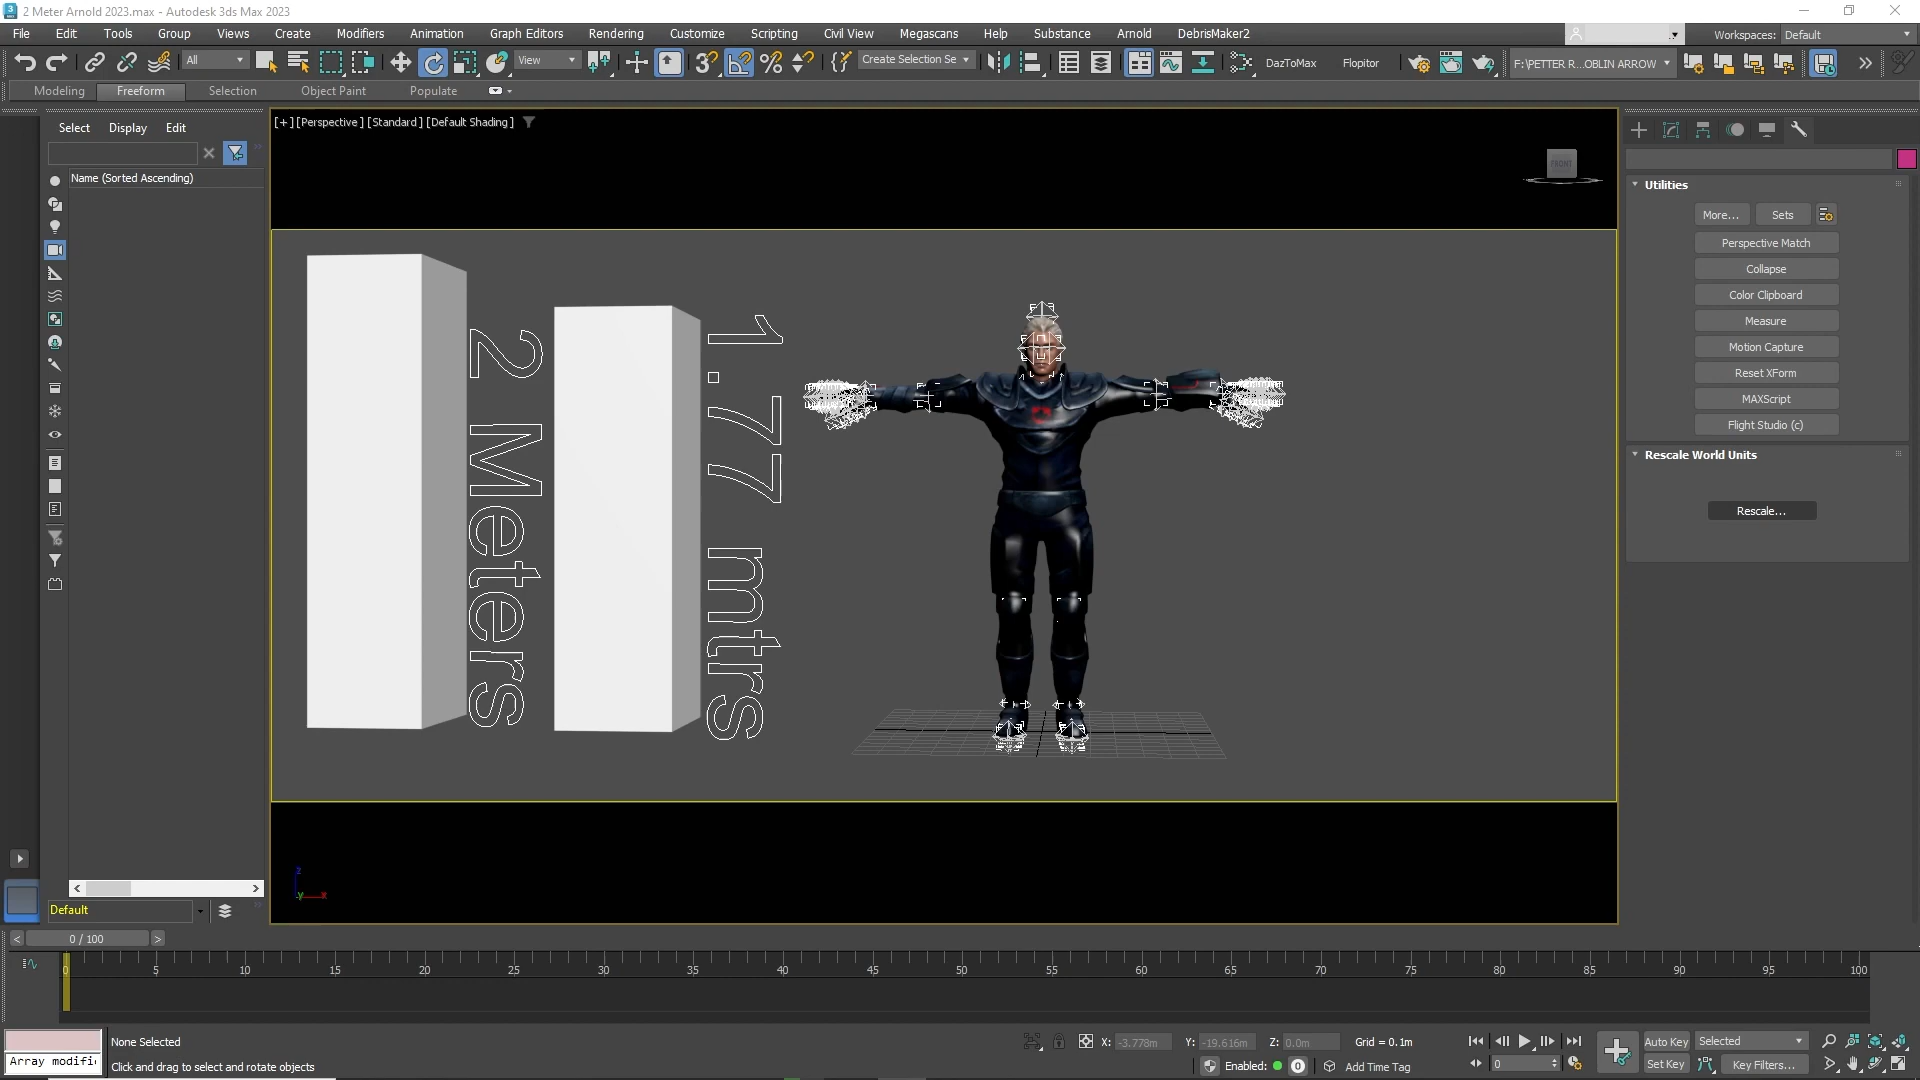 2 Meter Arnold 2023.max - Autodesk 3ds Max 2023
File Edit Tools Group Views Create Modifiers Animation Graph Editors Rendering Customize Scripting Civil View Megascans Help Substance Arnold DebrisMaker2
Workspaces: Default
All View Create Selection Se DazToMax Flopitor F:\PETTER R...OBLIN ARROW
Modeling Freeform Selection Object Paint Populate
Select Display Edit
[+] [Perspective] [Standard] [Default Shading]
Name (Sorted Ascending)
FRONT
2 Meters
1.77 mtrs
Utilities
More... Sets
Perspective Match
Collapse
Color Clipboard
Measure
Motion Capture
Reset XForm
MAXScript
Flight Studio (c)
Rescale World Units
Rescale...
z
y x
Default
< 0 / 100 >
0 5 10 15 20 25 30 35 40 45 50 55 60 65 70 75 80 85 90 95 100
None Selected
X: -3.778m Y: -19.616m Z: 0.0m Grid = 0.1m
Auto Key Selected
Array modifi
Click and drag to select and rotate objects
Enabled: 0 Add Time Tag
0
Set Key Key Filters...